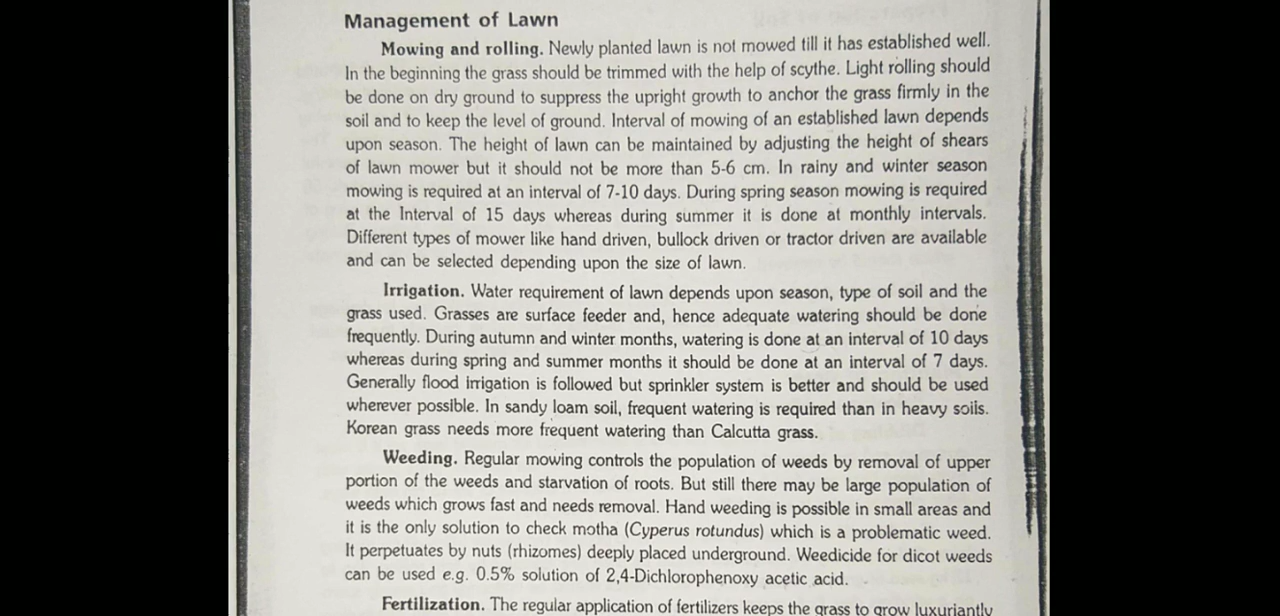 Management of Lawn
Mowing and rolling. Newly planted lawn is not mowed till it has established well.
In the beginning the grass should be trimmed with the help of scythe. Light rolling should
be done on dry ground to suppress the upright growth to anchor the grass firmly in the
soil and to keep the level of ground. Interval of mowing of an established lawn depends
upon season. The height of lawn can be maintained by adjusting the height of shears
of lawn mower but it should not be more than 5-6 cm. In rainy and winter season
mowing is required at an interval of 7-10 days. During spring season mowing is required
at the Interval of 15 days whereas during summer it is done at monthly intervals.
Different types of mower like hand driven, bullock driven or tractor driven are available
and can be selected depending upon the size of lawn.
Irrigation. Water requirement of lawn depends upon season, type of soil and the
grass used. Grasses are surface feeder and, hence adequate watering should be done
frequently. During autumn and winter months, watering is done at an interval of 10 days
whereas during spring and summer months it should be done at an interval of 7 days.
Generally flood irrigation is followed but sprinkler system is better and should be used
wherever possible. In sandy loam soil, frequent watering is required than in heavy soils.
Korean grass needs more frequent watering than Calcutta grass.
Weeding. Regular mowing controls the population of weeds by removal of upper
portion of the weeds and starvation of roots. But still there may be large population of
weeds which grows fast and needs removal. Hand weeding is possible in small areas and
it is the only solution to check motha (Cyperus rotundus) which is a problematic weed.
It perpetuates by nuts (rhizomes) deeply placed underground. Weedicide for dicot weeds
can be used e.g. 0.5% solution of 2,4-Dichlorophenoxy acetic acid.
Fertilization. The regular application of fertilizers keeps the grass to grow luxuriantly